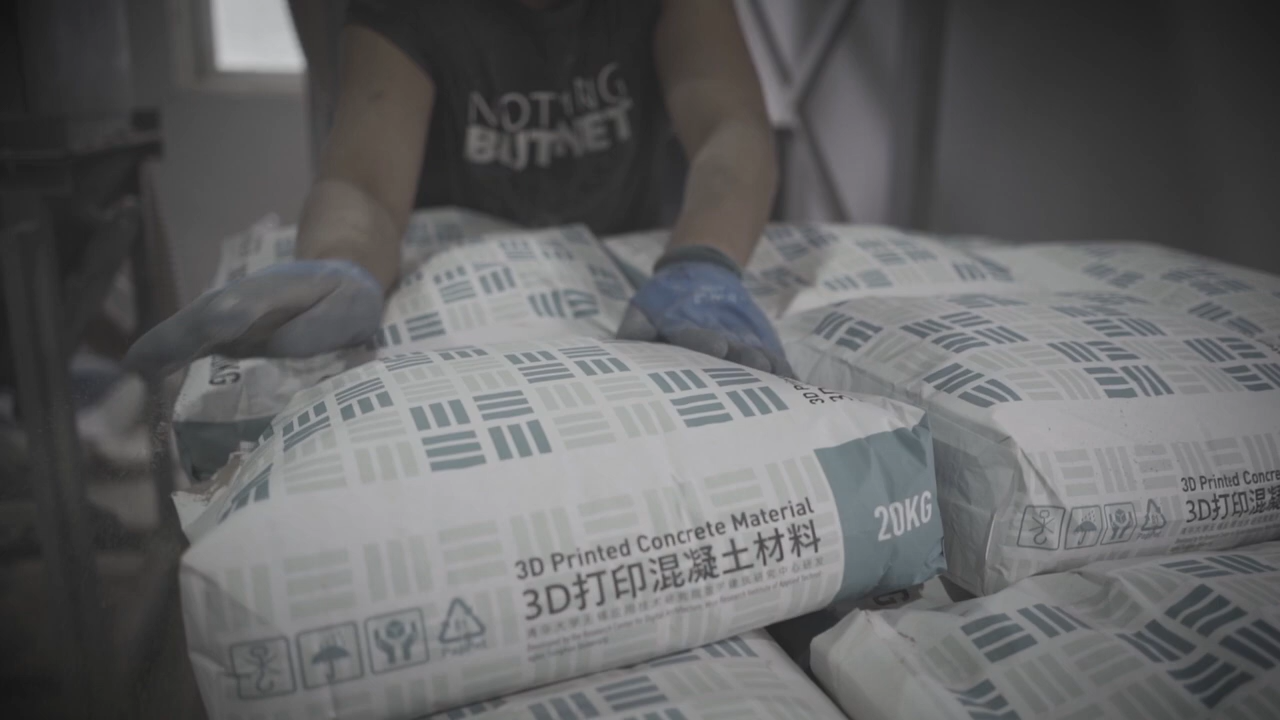 NOTHING
BUT NET
3D Printed Concrete Material
3D打印混凝土材料
20KG
3D Printed Concre
3D打印混凝